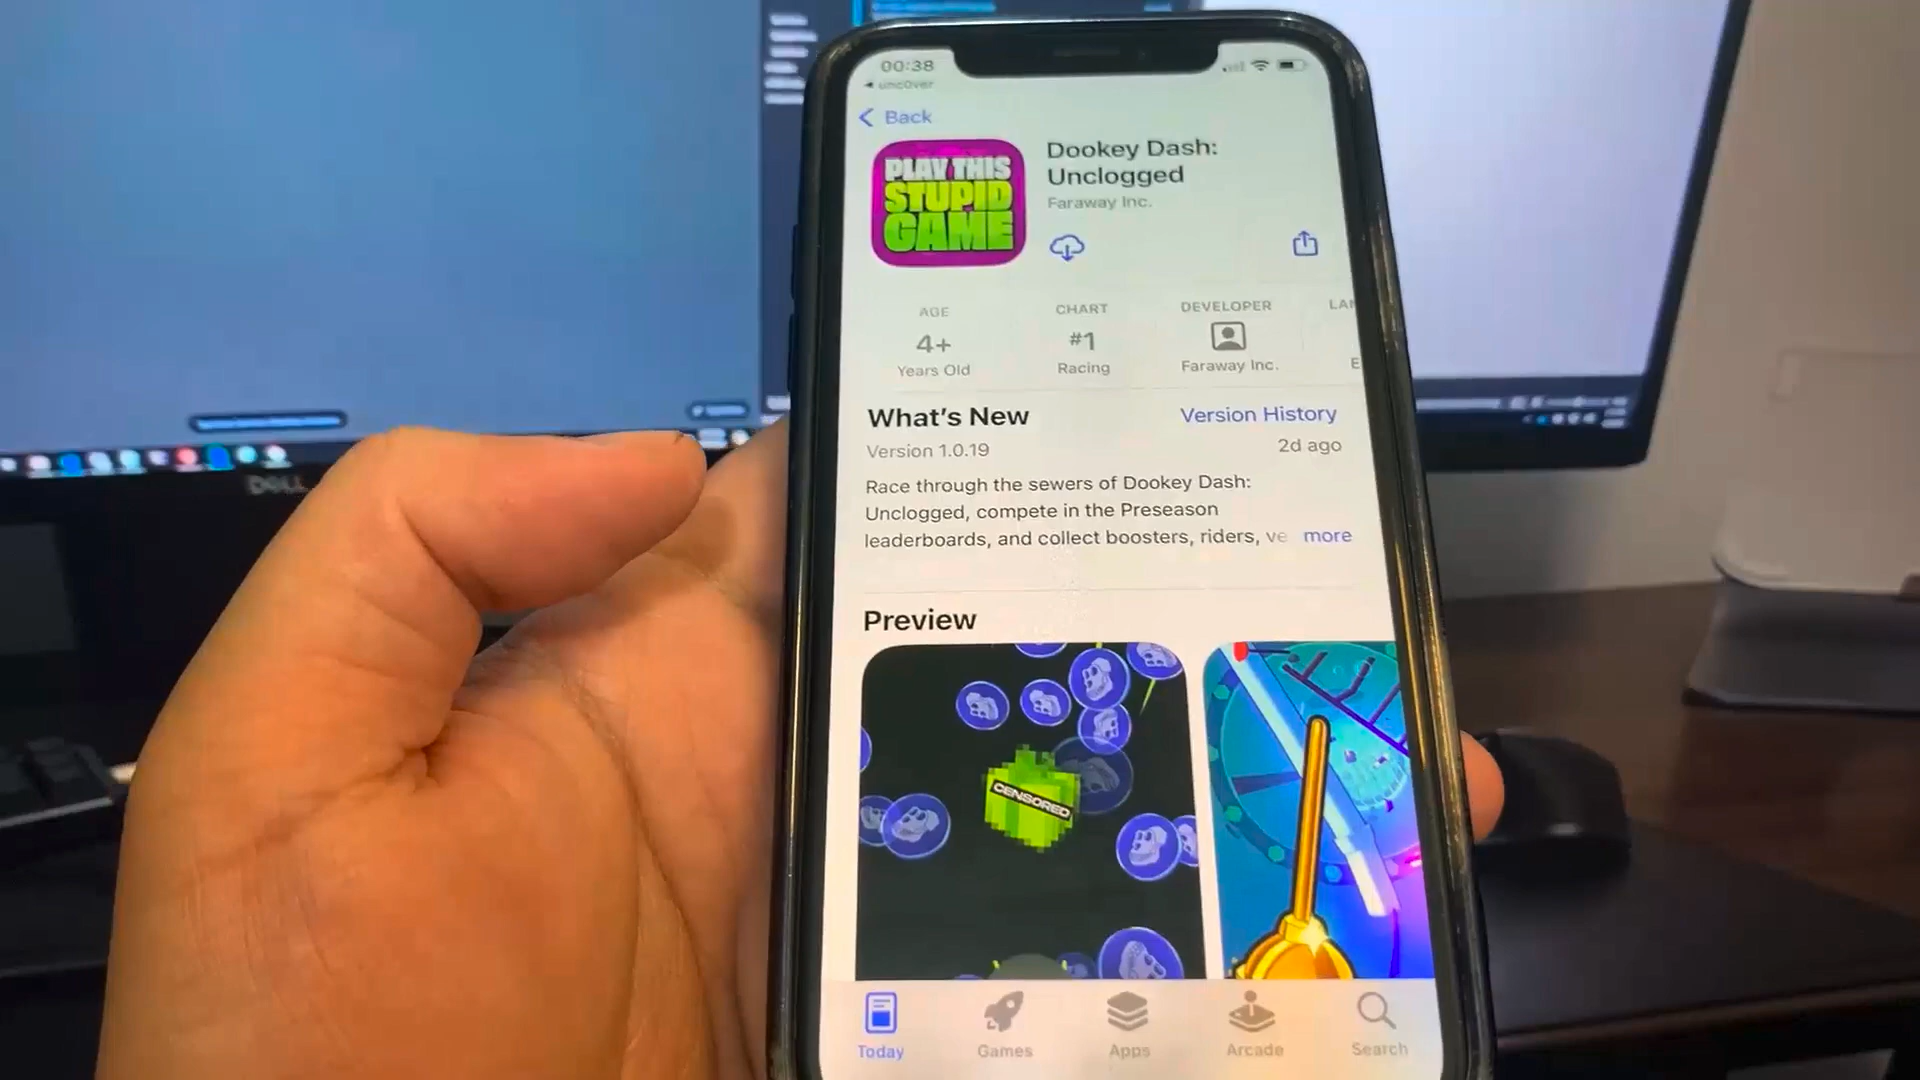 00:38
unc0ver
Back
PLAY THIS
STUPID
GAME
Dookey Dash:
Unclogged
Faraway Inc.
AGE
4+
Years Old
CHART
#1
Racing
DEVELOPER
Faraway Inc.
LAN
E
What's New
Version History
Version 1.0.19
2d ago
Race through the sewers of Dookey Dash:
Unclogged, compete in the Preseason
leaderboards, and collect boosters, riders, ve more
Preview
CENSORED
Today
Games
Apps
Arcade
Search
DELL